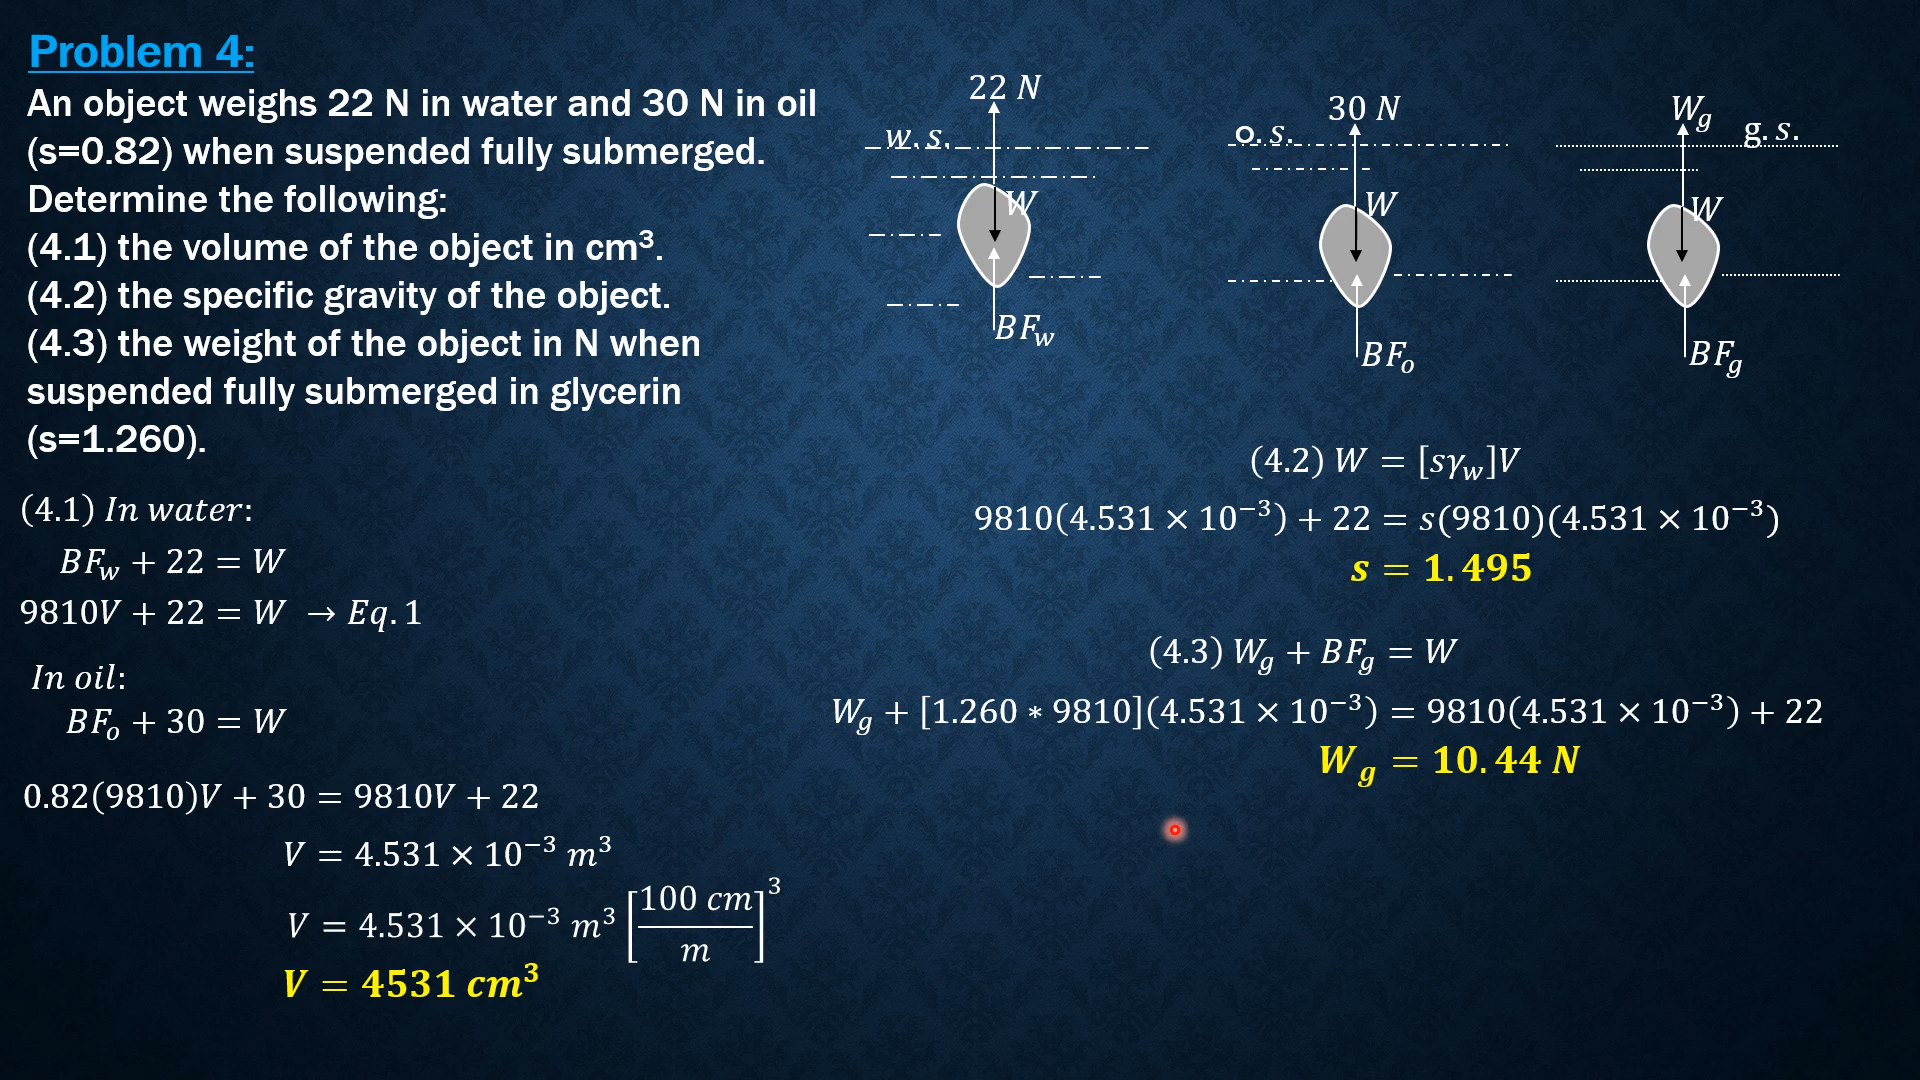 Problem 4:
An object weighs 22 N in water and 30 N in oil
(s=0.82) when suspended fully submerged.
Determine the following:
(4.1) the volume of the object in cm³.
(4.2) the specific gravity of the object.
(4.3) the weight of the object in N when
suspended fully submerged in glycerin
(s=1.260).
22 N
w.s.
W
BF_w
30 N
o.s.
W
BF_o
W_g
g.s.
W
BF_g
(4.1) In water:
BF_w + 22 = W
9810V + 22 = W → Eq. 1
In oil:
BF_o + 30 = W
0.82(9810)V + 30 = 9810V + 22
V = 4.531 × 10⁻³ m³
V = 4.531 × 10⁻³ m³ [100 cm / m]³
V = 4531 cm³
(4.2) W = [sγ_w]V
9810(4.531 × 10⁻³) + 22 = s(9810)(4.531 × 10⁻³)
s = 1.495
(4.3) W_g + BF_g = W
W_g + [1.260 * 9810](4.531 × 10⁻³) = 9810(4.531 × 10⁻³) + 22
W_g = 10.44 N